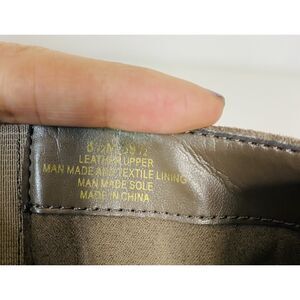 LEATHER UPPER
MAN MADE AND TEXTILE LINING
MAN MADE SOLE
MADE IN CHINA